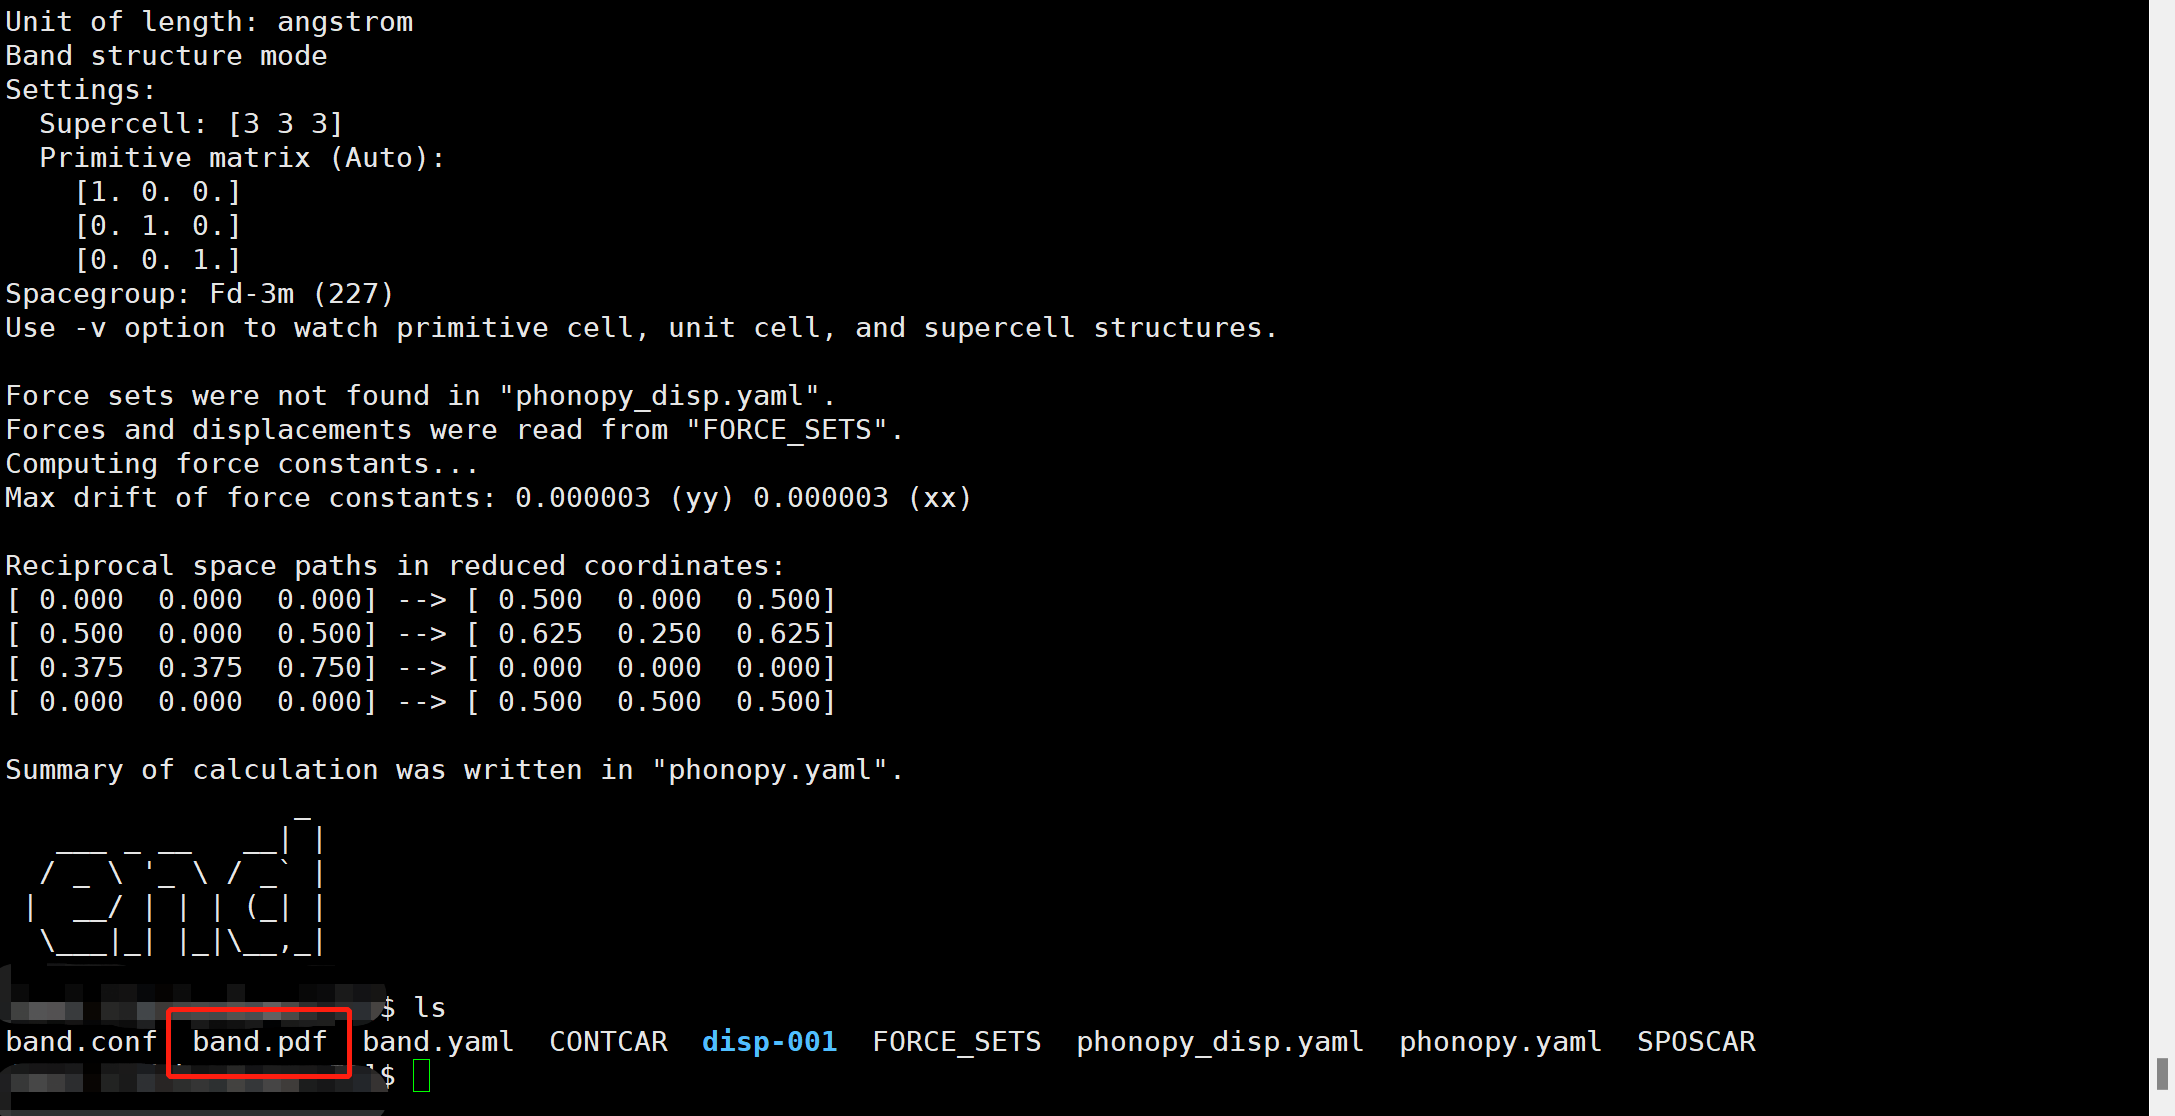 Unit of length: angstrom
Band structure mode
Settings:
  Supercell: [3 3 3]
  Primitive matrix (Auto):
    [1. 0. 0.]
    [0. 1. 0.]
    [0. 0. 1.]
Spacegroup: Fd-3m (227)
Use -v option to watch primitive cell, unit cell, and supercell structures.

Force sets were not found in "phonopy_disp.yaml".
Forces and displacements were read from "FORCE_SETS".
Computing force constants...
Max drift of force constants: 0.000003 (yy) 0.000003 (xx)

Reciprocal space paths in reduced coordinates:
[ 0.000  0.000  0.000] --> [ 0.500  0.000  0.500]
[ 0.500  0.000  0.500] --> [ 0.625  0.250  0.625]
[ 0.375  0.375  0.750] --> [ 0.000  0.000  0.000]
[ 0.000  0.000  0.000] --> [ 0.500  0.500  0.500]

Summary of calculation was written in "phonopy.yaml".
                 _
   ___ _ __   __| |
  / _ \ '_ \ / _` |
 |  __/ | | | (_| |
  \___|_| |_|\__,_|

$ ls
band.conf  band.pdf  band.yaml  CONTCAR  disp-001  FORCE_SETS  phonopy_disp.yaml  phonopy.yaml  SPOSCAR
]$